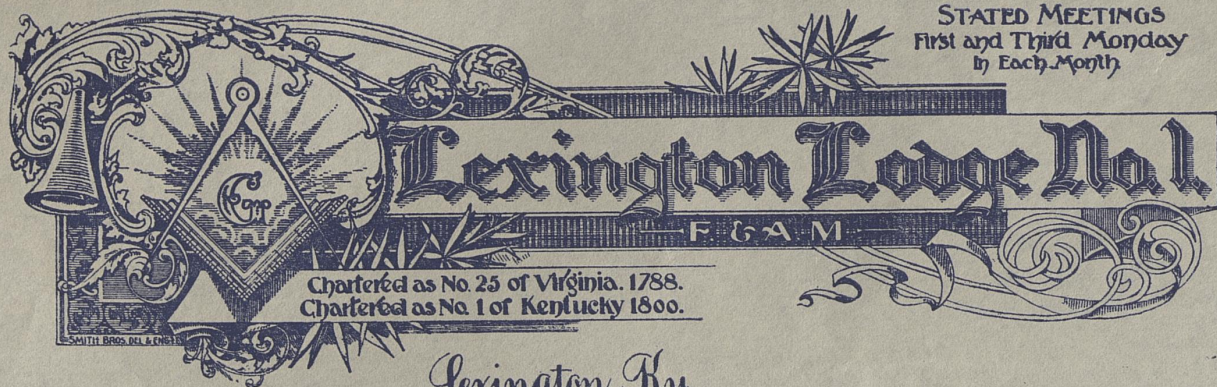 STATED MEETINGS
First and Third Monday
In Each Month
G
Lexington Lodge No. 1.
F. & A. M.
Chartered as No. 25 of Virginia. 1788.
Chartered as No. 1 of Kentucky 1800.
SMITH BROS. DEL. & ENG.
Lexington, Ky.